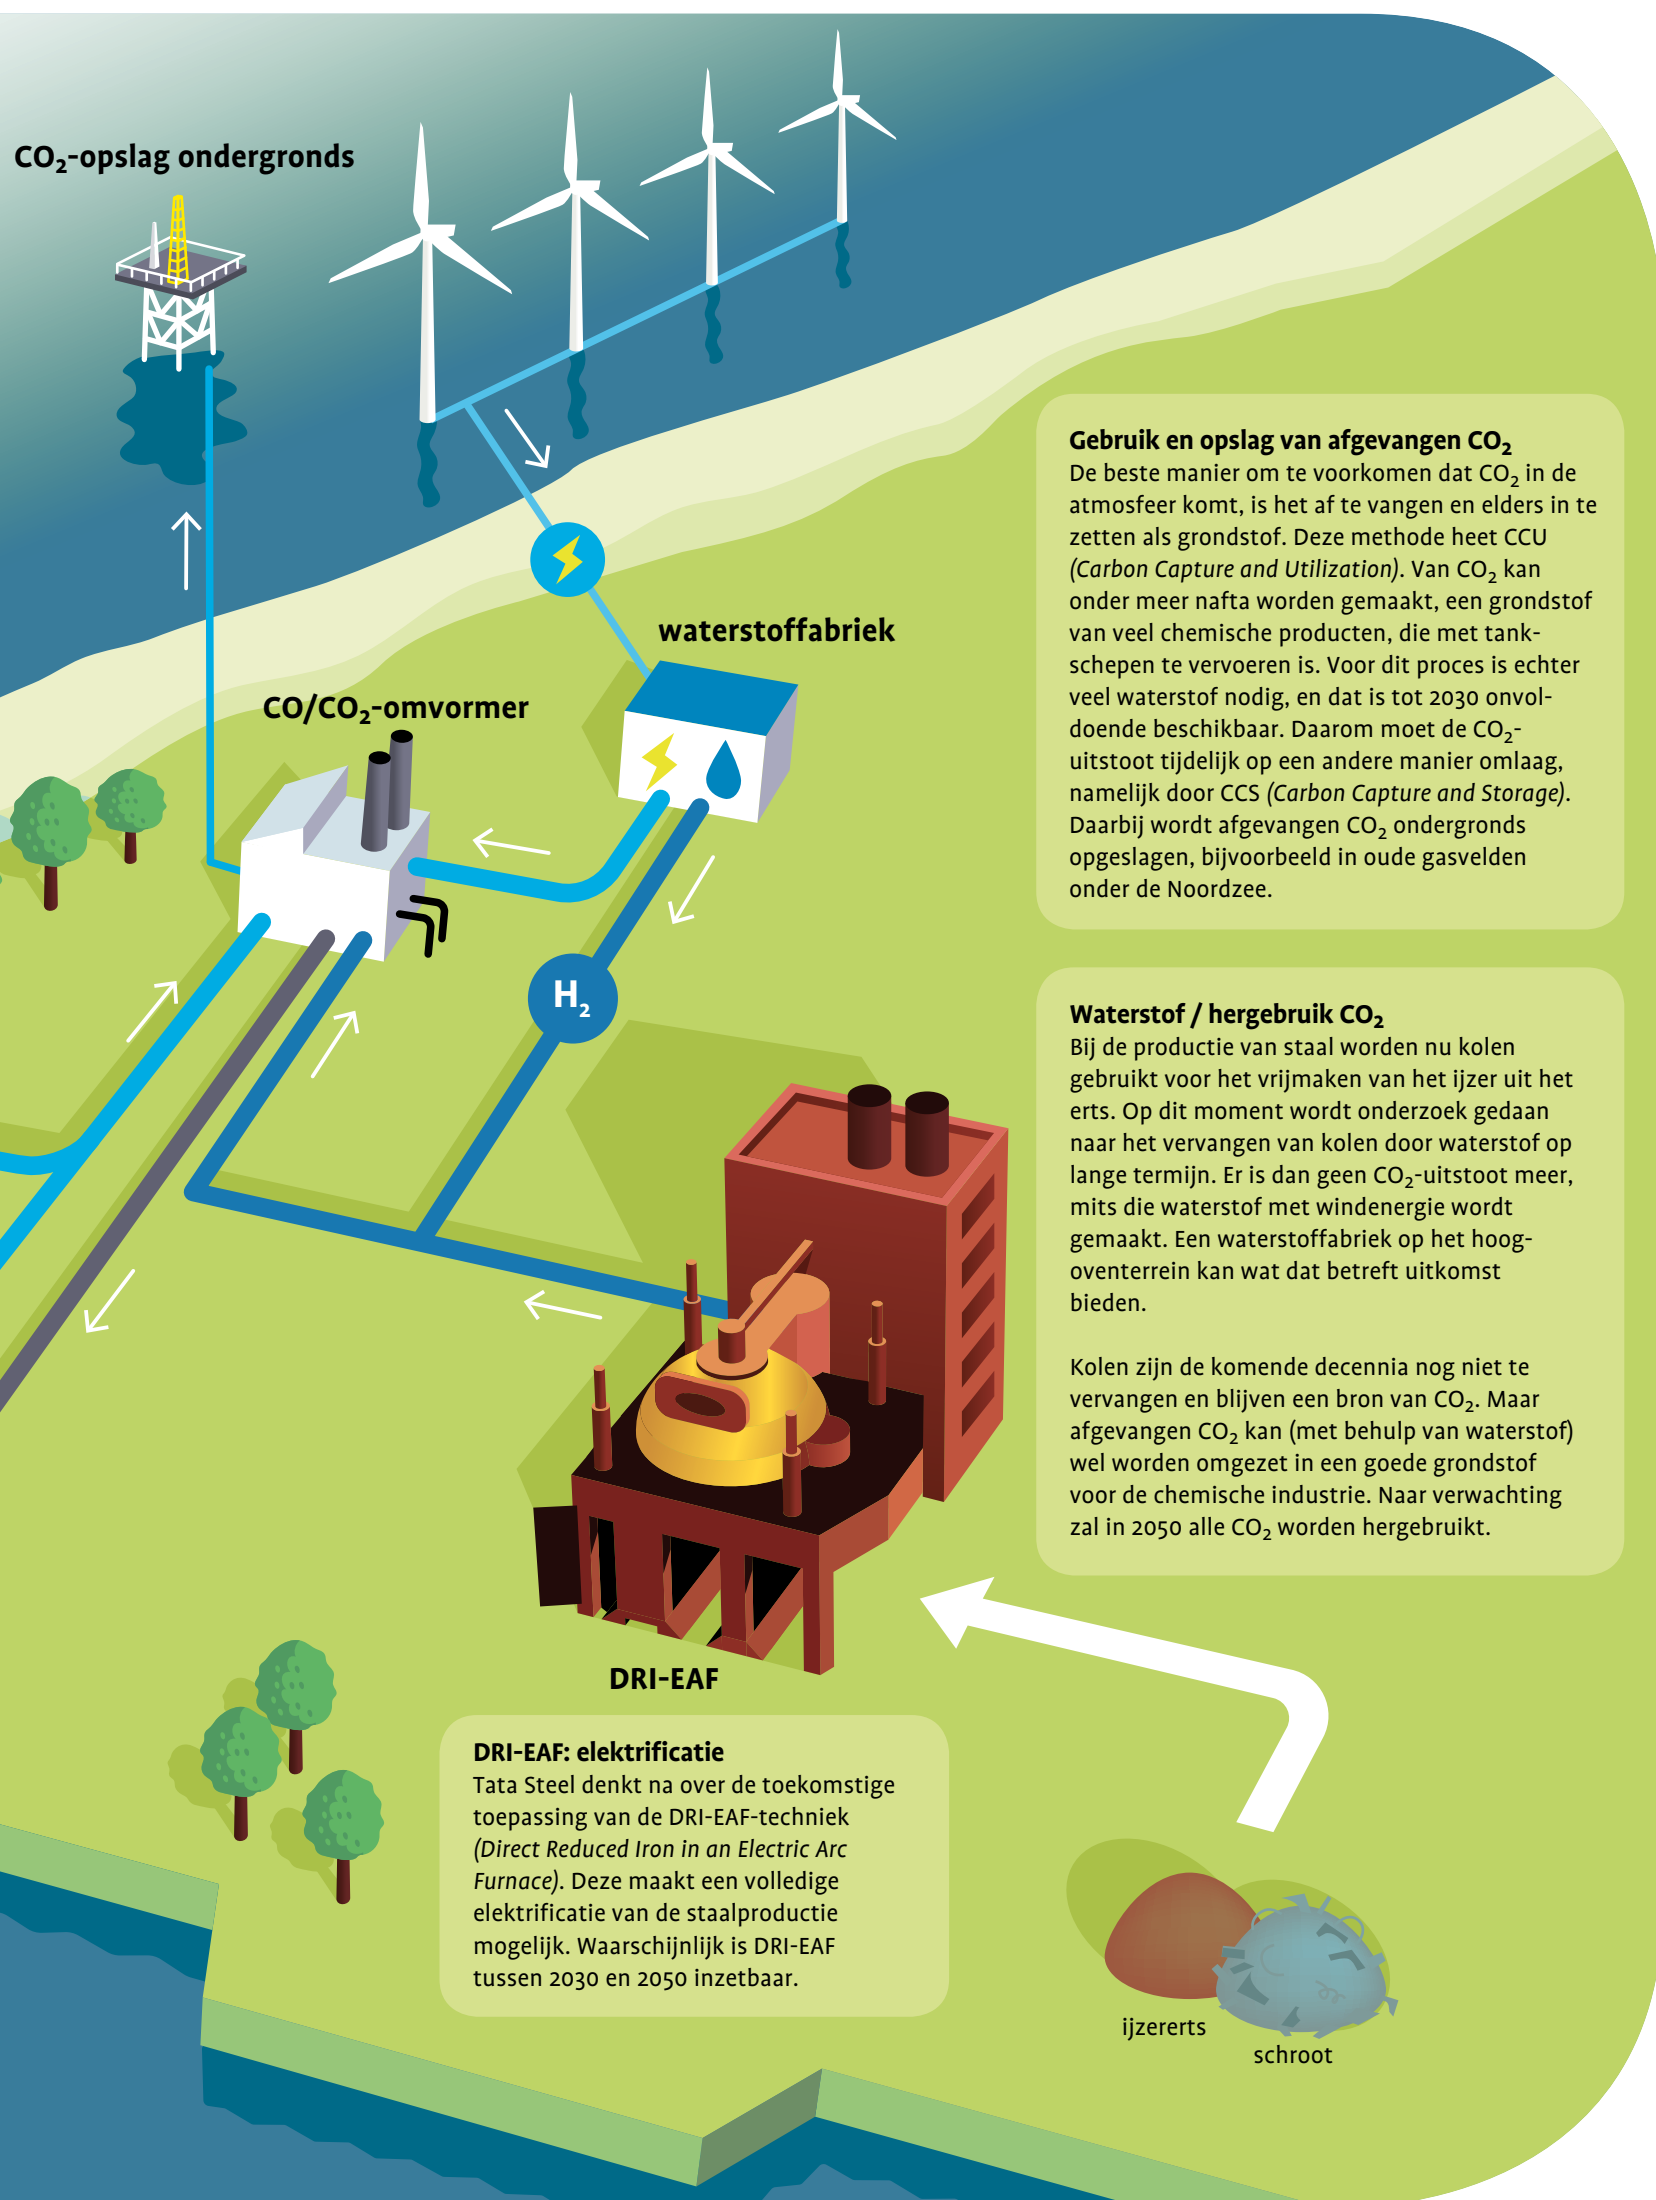 CO₂-opslag ondergronds
waterstoffabriek
CO/CO₂-omvormer
H₂
Gebruik en opslag van afgevangen CO₂
De beste manier om te voorkomen dat CO₂ in de
atmosfeer komt, is het af te vangen en elders in te
zetten als grondstof. Deze methode heet CCU
(Carbon Capture and Utilization). Van CO₂ kan
onder meer nafta worden gemaakt, een grondstof
van veel chemische producten, die met tank-
schepen te vervoeren is. Voor dit proces is echter
veel waterstof nodig, en dat is tot 2030 onvol-
doende beschikbaar. Daarom moet de CO₂-
uitstoot tijdelijk op een andere manier omlaag,
namelijk door CCS (Carbon Capture and Storage).
Daarbij wordt afgevangen CO₂ ondergronds
opgeslagen, bijvoorbeeld in oude gasvelden
onder de Noordzee.
Waterstof / hergebruik CO₂
Bij de productie van staal worden nu kolen
gebruikt voor het vrijmaken van het ijzer uit het
erts. Op dit moment wordt onderzoek gedaan
naar het vervangen van kolen door waterstof op
lange termijn. Er is dan geen CO₂-uitstoot meer,
mits die waterstof met windenergie wordt
gemaakt. Een waterstoffabriek op het hoog-
oventerrein kan wat dat betreft uitkomst
bieden.
Kolen zijn de komende decennia nog niet te
vervangen en blijven een bron van CO₂. Maar
afgevangen CO₂ kan (met behulp van waterstof)
wel worden omgezet in een goede grondstof
voor de chemische industrie. Naar verwachting
zal in 2050 alle CO₂ worden hergebruikt.
DRI-EAF
DRI-EAF: elektrificatie
Tata Steel denkt na over de toekomstige
toepassing van de DRI-EAF-techniek
(Direct Reduced Iron in an Electric Arc
Furnace). Deze maakt een volledige
elektrificatie van de staalproductie
mogelijk. Waarschijnlijk is DRI-EAF
tussen 2030 en 2050 inzetbaar.
ijzererts
schroot